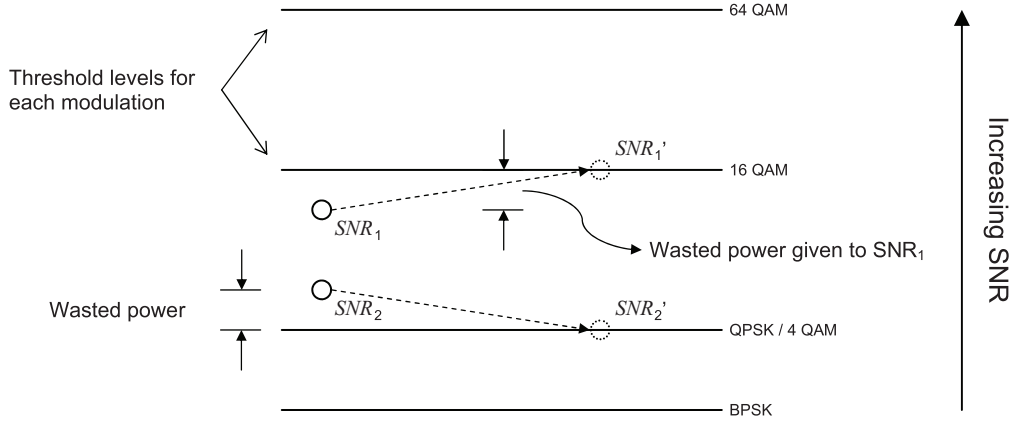 64 QAM
Threshold levels for
each modulation
SNR₁’
16 QAM
SNR₁
Wasted power given to SNR₁
Increasing SNR
Wasted power
SNR₂
SNR₂’
QPSK / 4 QAM
BPSK